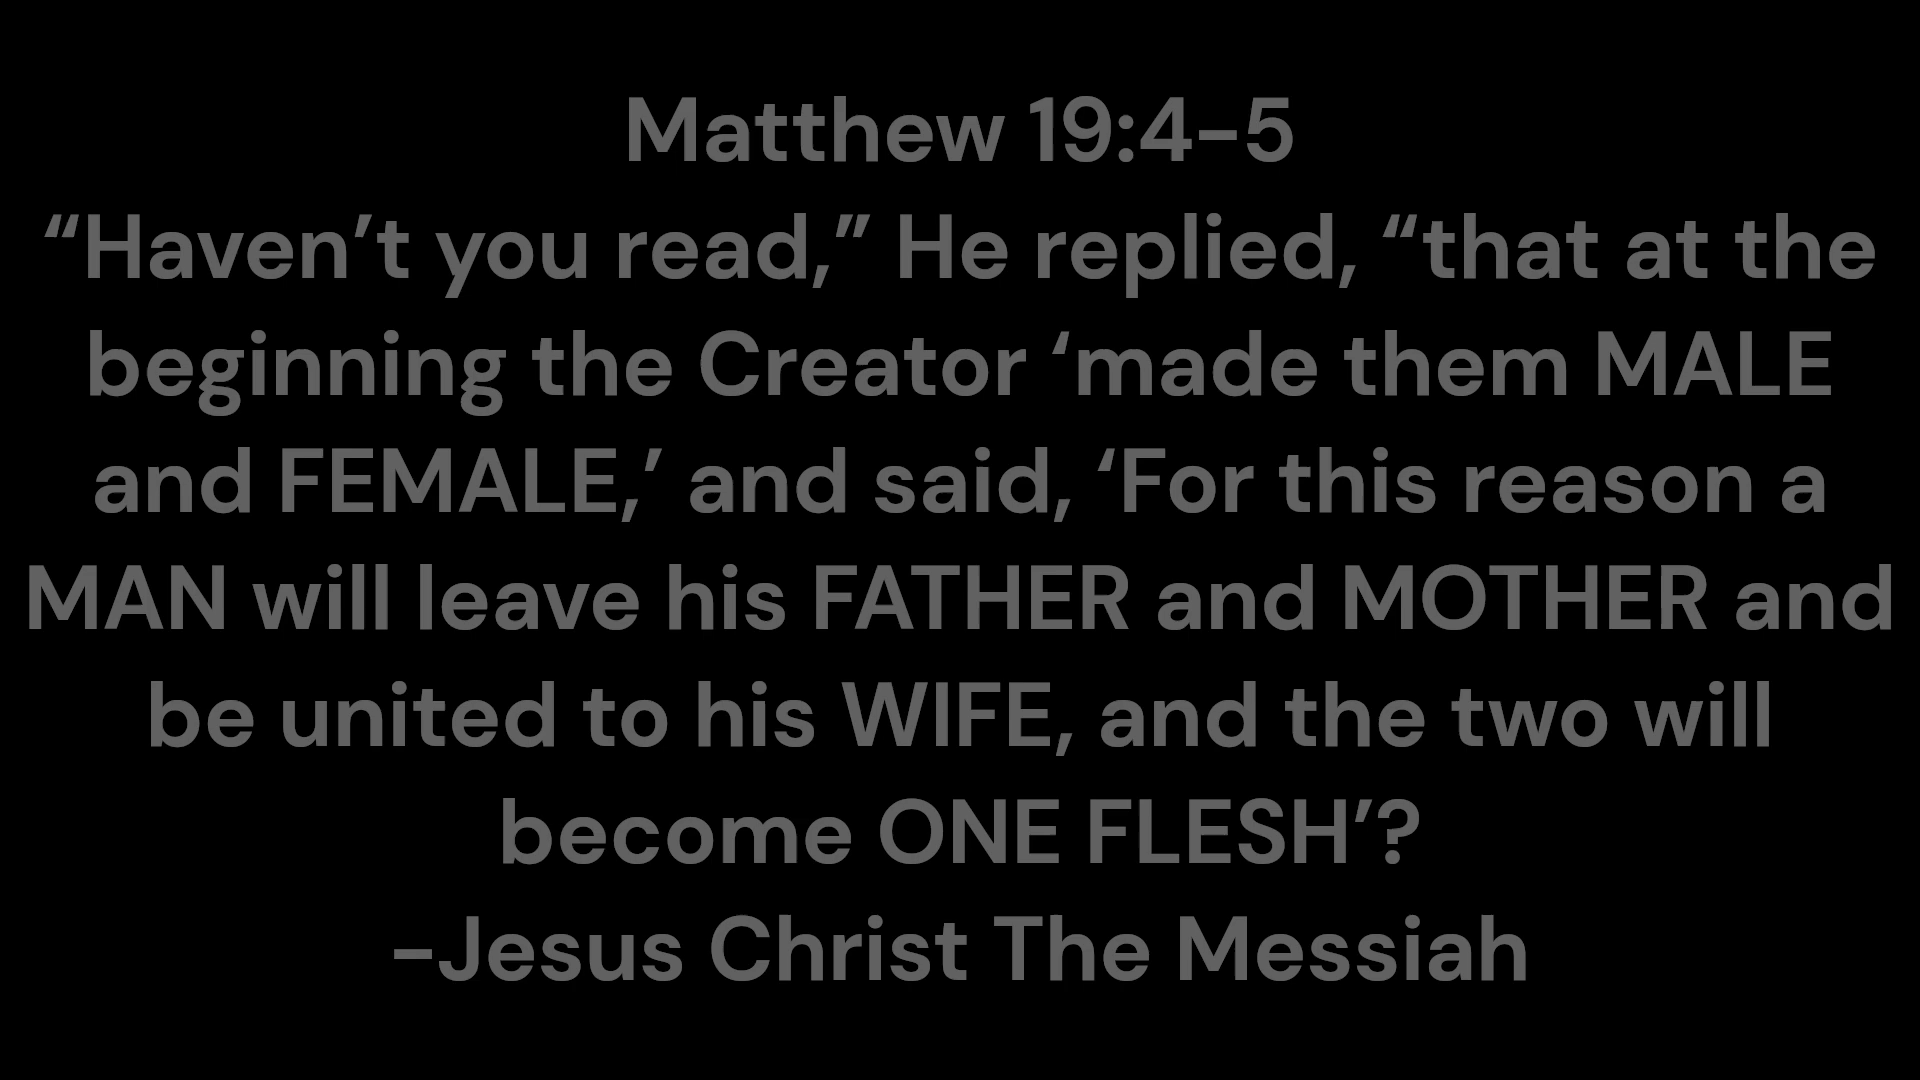 Matthew 19:4–5
“Haven’t you read,” He replied, “that at the
beginning the Creator ‘made them MALE
and FEMALE,’ and said, ‘For this reason a
MAN will leave his FATHER and MOTHER and
be united to his WIFE, and the two will
become ONE FLESH’?
–Jesus Christ The Messiah